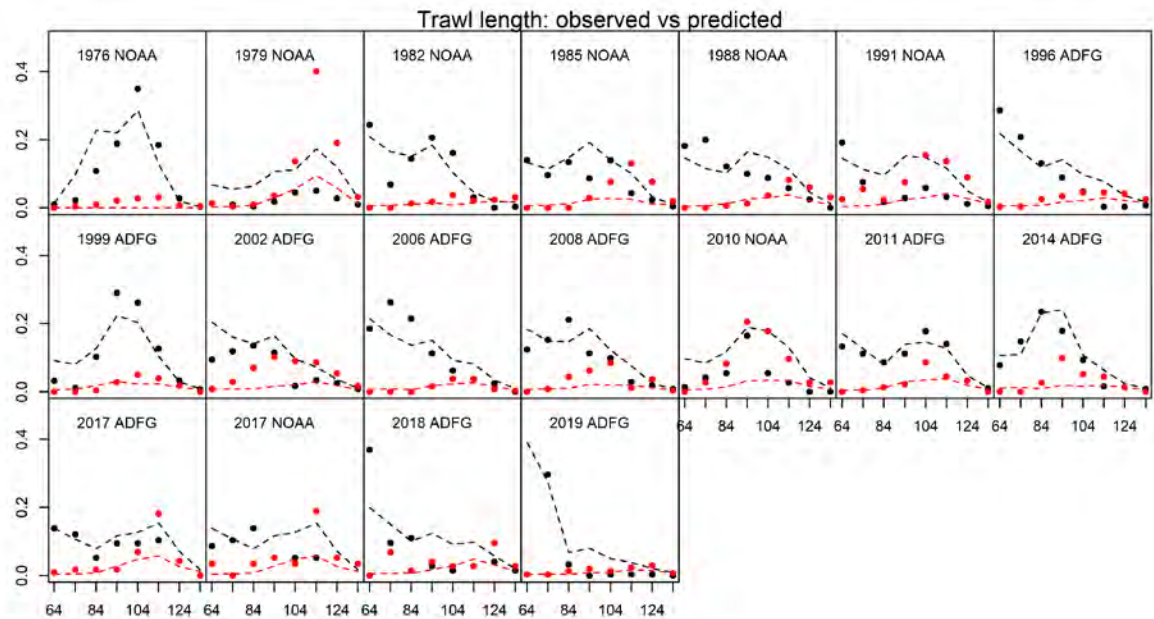 Trawl length: observed vs predicted
1976 NOAA 1979 NOAA 1982 NOAA 1985 NOAA 1988 NOAA 1991 NOAA 1996 ADFG
0.4
0.2
0.0
1999 ADFG 2002 ADFG 2006 ADFG 2008 ADFG 2010 NOAA 2011 ADFG 2014 ADFG
0.4
0.2
0.0
64 84 104 124 64 84 104 124 64 84 104 124
2017 ADFG 2017 NOAA 2018 ADFG 2019 ADFG
0.4
0.2
0.0
64 84 104 124 64 84 104 124 64 84 104 124 64 84 104 124